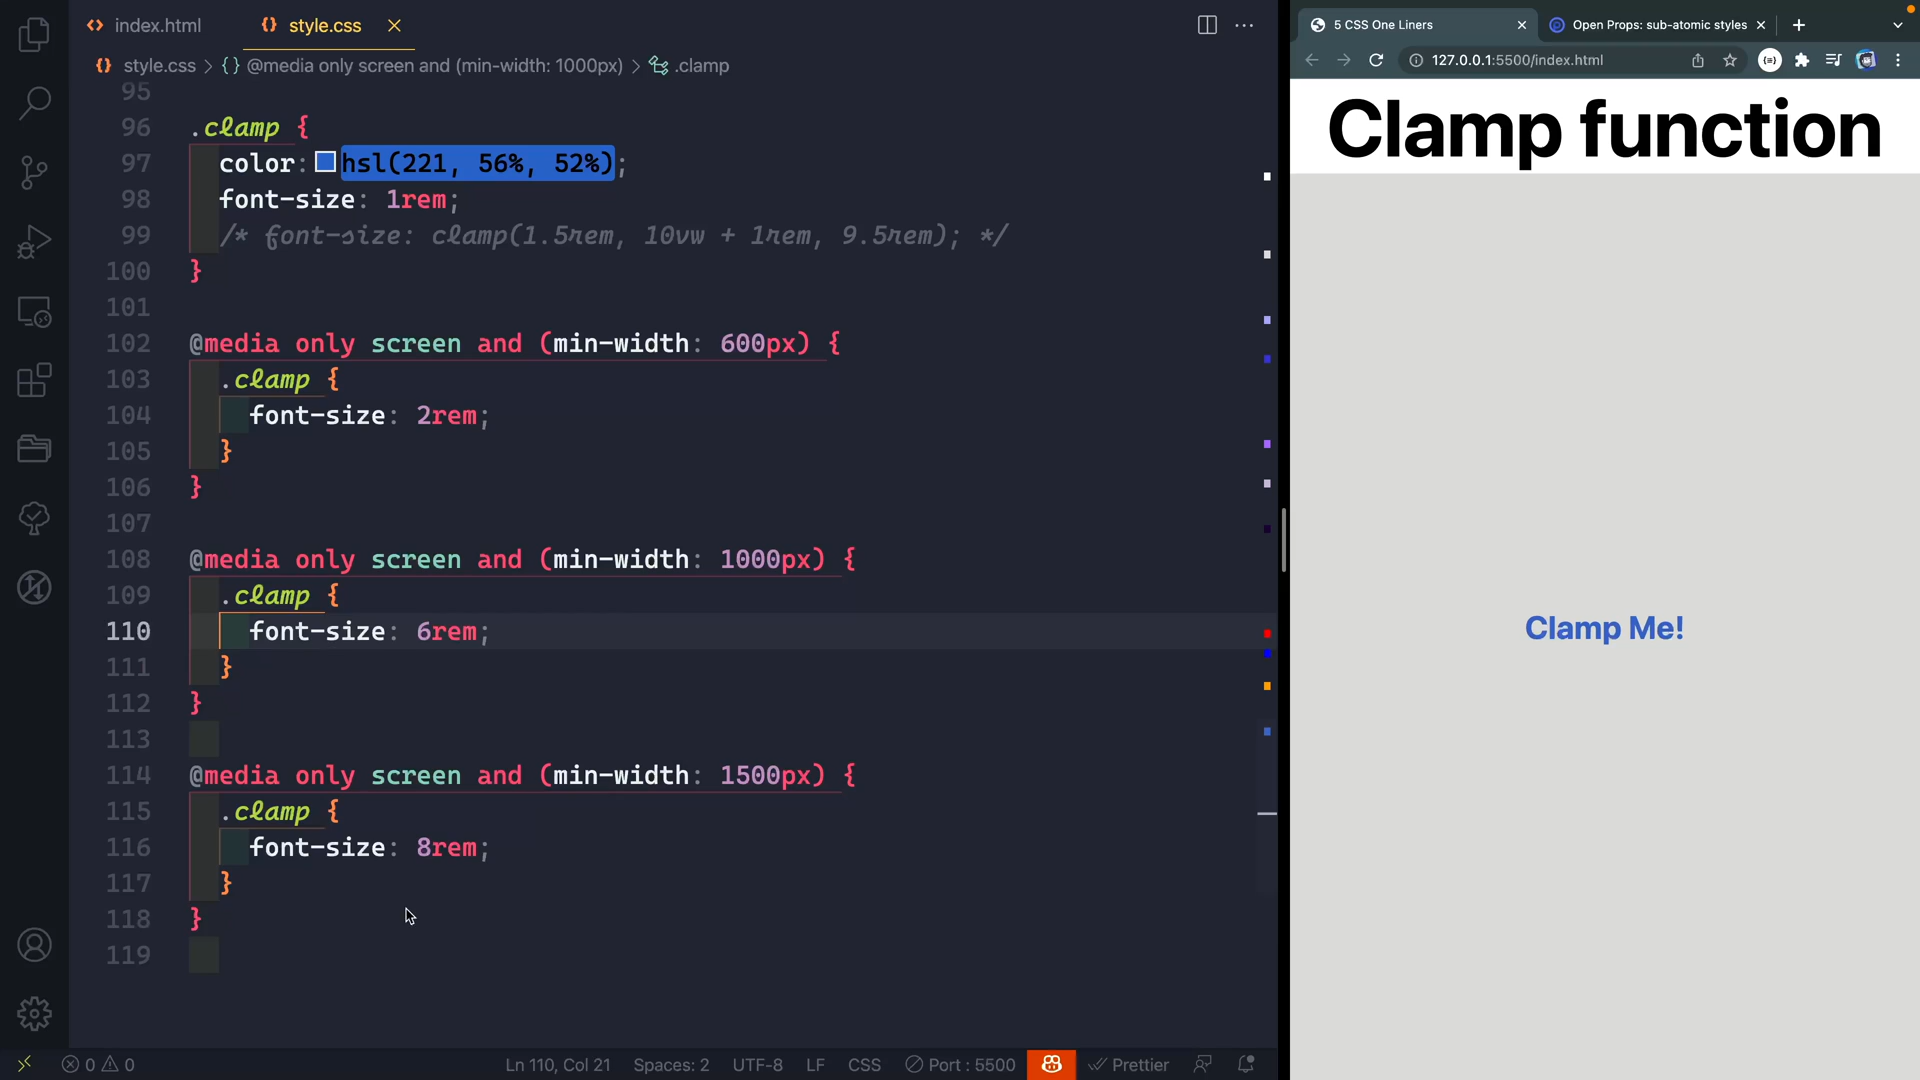 index.html
style.css
style.css > {} @media only screen and (min-width: 1000px) > .clamp
95
96 .clamp {
97 color: hsl(221, 56%, 52%);
98 font-size: 1rem;
99 /* font-size: clamp(1.5rem, 10vw + 1rem, 9.5rem); */
100 }
101
102 @media only screen and (min-width: 600px) {
103 .clamp {
104 font-size: 2rem;
105 }
106 }
107
108 @media only screen and (min-width: 1000px) {
109 .clamp {
110 font-size: 6rem;
111 }
112 }
113
114 @media only screen and (min-width: 1500px) {
115 .clamp {
116 font-size: 8rem;
117 }
118 }
119
0 0
Ln 110, Col 21
Spaces: 2
UTF-8
LF
CSS
Port : 5500
Prettier
5 CSS One Liners
Open Props: sub-atomic styles
127.0.0.1:5500/index.html
Clamp function
Clamp Me!